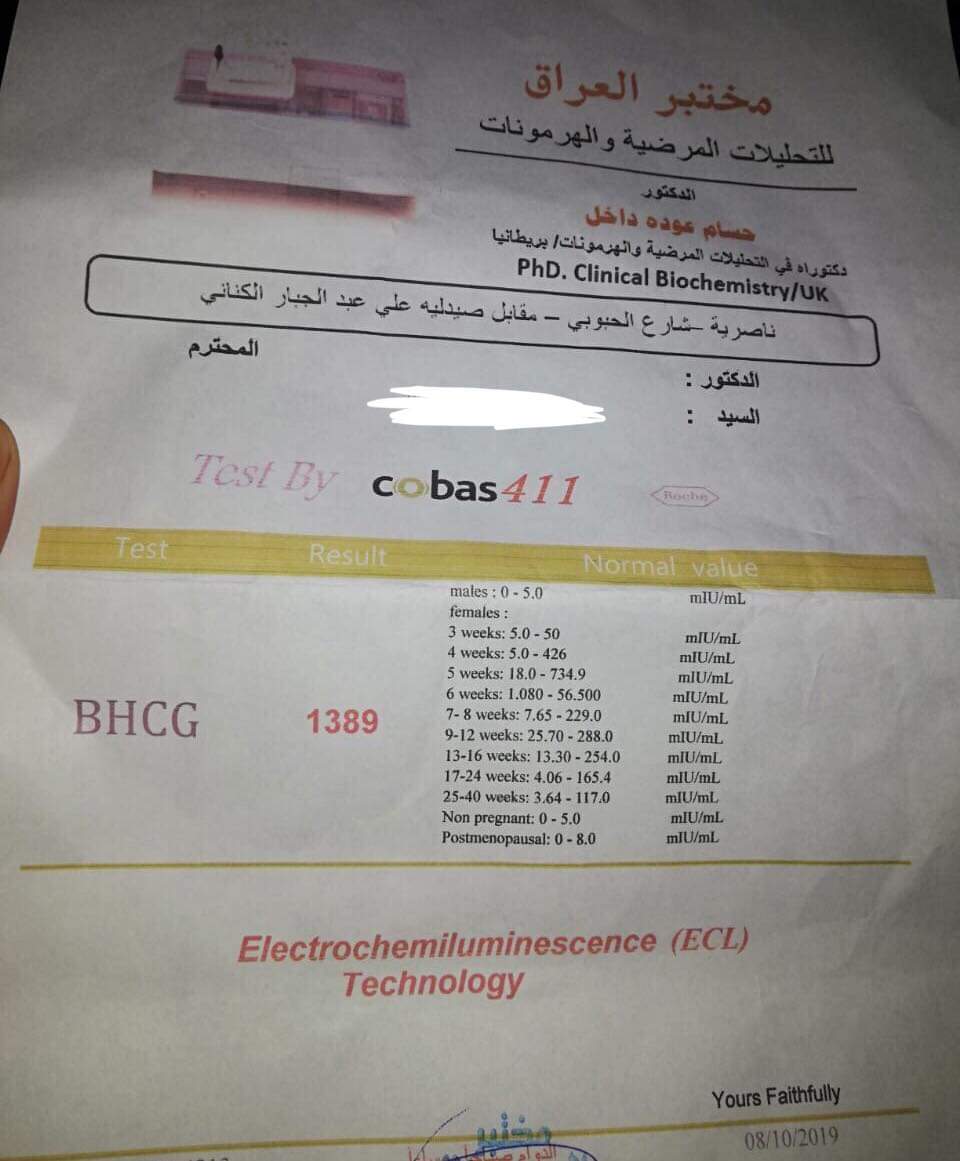 مختبر العراق
للتحليلات المرضية والهرمونات
الدكتور
حسام عوده داخل
دكتوراه في التحليلات المرضية والهرمونات/ بريطانيا
PhD. Clinical Biochemistry/UK
ناصرية -شارع الحبوبي - مقابل صيدليه علي عبد الجبار الكناني
الدكتور : المحترم
السيد :
Test By cobas 411 Roche
Test Result Normal value
males : 0 - 5.0 mIU/mL
females :
3 weeks: 5.0 - 50 mIU/mL
4 weeks: 5.0 - 426 mIU/mL
5 weeks: 18.0 - 734.9 mIU/mL
6 weeks: 1.080 - 56.500 mIU/mL
BHCG 1389 7- 8 weeks: 7.65 - 229.0 mIU/mL
9-12 weeks: 25.70 - 288.0 mIU/mL
13-16 weeks: 13.30 - 254.0 mIU/mL
17-24 weeks: 4.06 - 165.4 mIU/mL
25-40 weeks: 3.64 - 117.0 mIU/mL
Non pregnant: 0 - 5.0 mIU/mL
Postmenopausal: 0 - 8.0 mIU/mL
Electrochemiluminescence (ECL)
Technology
Yours Faithfully
08/10/2019
مختبر
الدوام صباحا